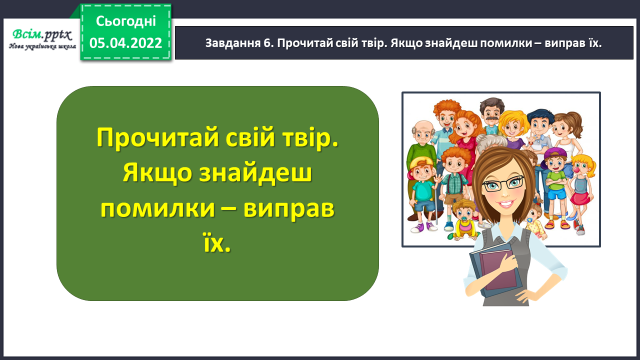 Всім.pptx
Нова українська школа
Сьогодні
05.04.2022
Завдання 6. Прочитай свій твір. Якщо знайдеш помилки – виправ їх.
Прочитай свій твір.
Якщо знайдеш
помилки – виправ
їх.